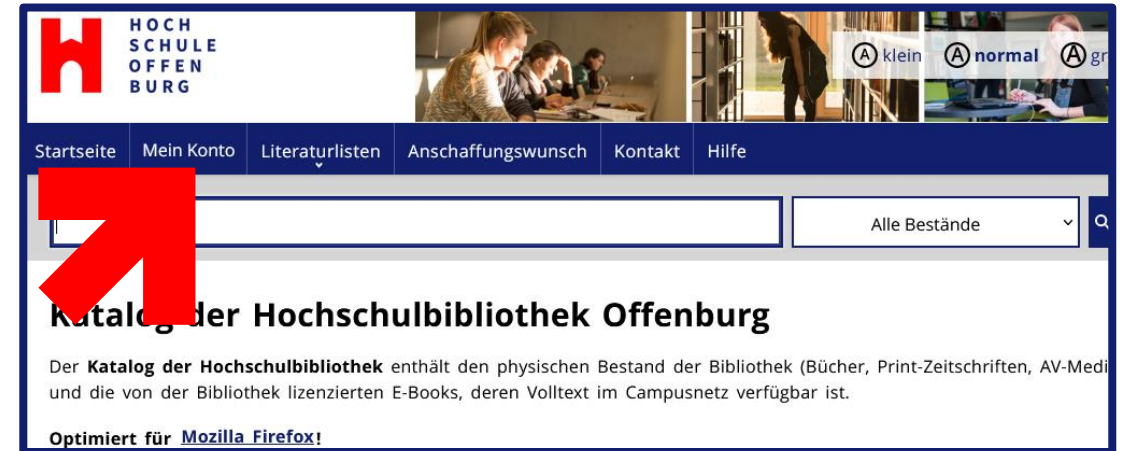 HOCH
SCHULE
OFFEN
BURG
A klein A normal A gr
Startseite Mein Konto Literaturlisten Anschaffungswunsch Kontakt Hilfe
Alle Bestände
Katalog der Hochschulbibliothek Offenburg
Der Katalog der Hochschulbibliothek enthält den physischen Bestand der Bibliothek (Bücher, Print-Zeitschriften, AV-Medi
und die von der Bibliothek lizenzierten E-Books, deren Volltext im Campusnetz verfügbar ist.
Optimiert für Mozilla Firefox!